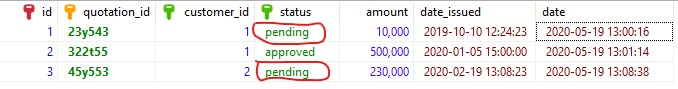 id quotation_id customer_id status amount date_issued date
1 23y543 1 pending 10,000 2019-10-10 12:24:23 2020-05-19 13:00:16
2 322t55 1 approved 500,000 2020-01-05 15:00:00 2020-05-19 13:01:14
3 45y553 2 pending 230,000 2020-02-19 13:08:23 2020-05-19 13:08:38